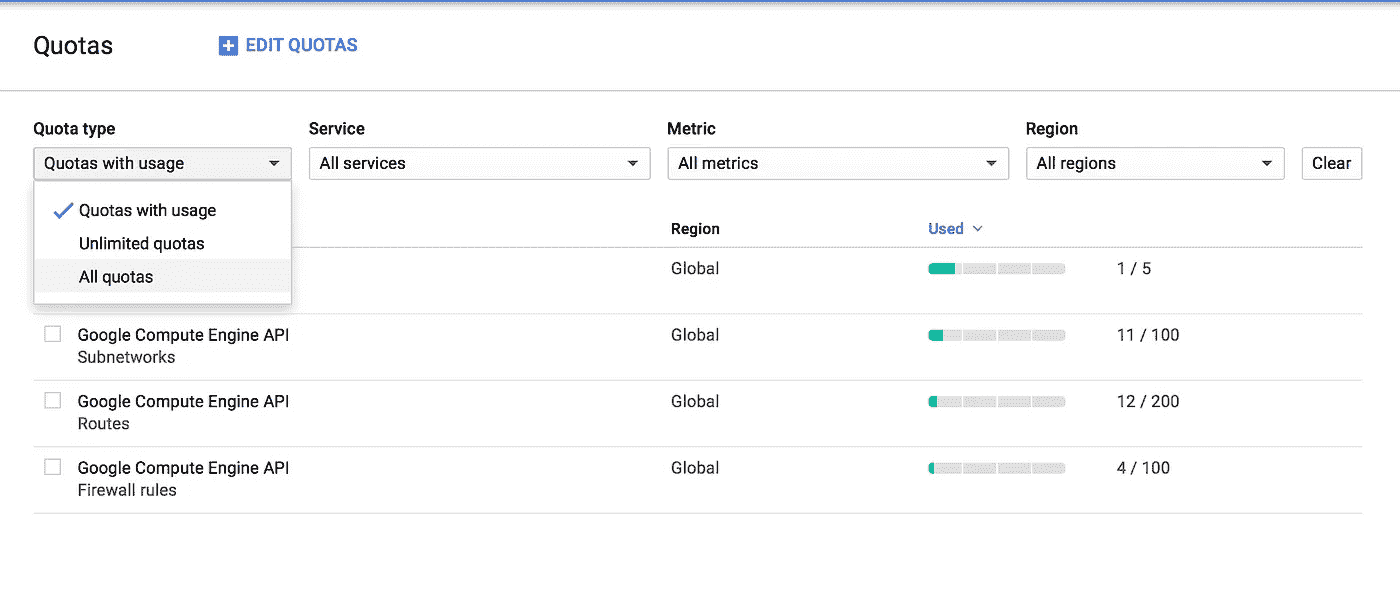 Quotas
EDIT QUOTAS
Quota type
Service
Metric
Region
Quotas with usage
All services
All metrics
All regions
Clear
Quotas with usage
Unlimited quotas
All quotas
Region
Used
Global
1 / 5
Google Compute Engine API
Global
11 / 100
Subnetworks
Google Compute Engine API
Global
12 / 200
Routes
Google Compute Engine API
Global
4 / 100
Firewall rules